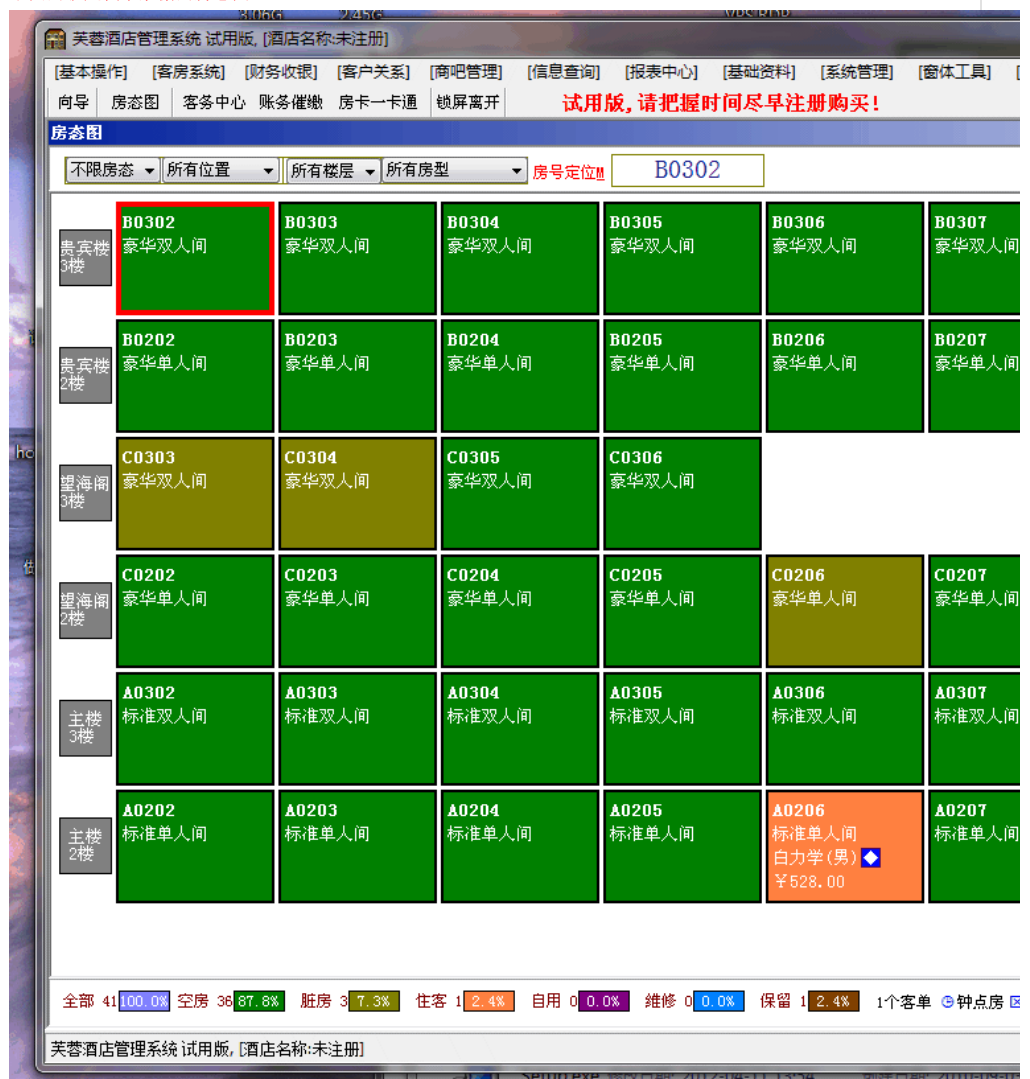 3.06G 2.45G VPS RDP
芙蓉酒店管理系统 试用版, [酒店名称:未注册]
[基本操作] [客房系统] [财务收银] [客户关系] [商吧管理] [信息查询] [报表中心] [基础资料] [系统管理] [窗体工具] [
向导 房态图 客务中心 账务催缴 房卡一卡通 锁屏离开 试用版,请把握时间尽早注册购买!
房态图
不限房态 所有位置 所有楼层 所有房型 房号定位M B0302
B0302 B0303 B0304 B0305 B0306 B0307
贵宾楼 豪华双人间 豪华双人间 豪华双人间 豪华双人间 豪华双人间 豪华双人间
3楼
B0202 B0203 B0204 B0205 B0206 B0207
贵宾楼 豪华单人间 豪华单人间 豪华单人间 豪华单人间 豪华单人间 豪华单人间
2楼
ho
C0303 C0304 C0305 C0306
望海阁 豪华双人间 豪华双人间 豪华双人间 豪华双人间
3楼
C0202 C0203 C0204 C0205 C0206 C0207
望海阁 豪华单人间 豪华单人间 豪华单人间 豪华单人间 豪华单人间 豪华单人间
2楼
A0302 A0303 A0304 A0305 A0306 A0307
主楼 标准双人间 标准双人间 标准双人间 标准双人间 标准双人间 标准双人间
3楼
A0202 A0203 A0204 A0205 A0206 A0207
主楼 标准单人间 标准单人间 标准单人间 标准单人间 标准单人间 标准单人间
2楼 白力学(男)
¥528.00
全部 41 100.0% 空房 36 87.8% 脏房 3 7.3% 住客 1 2.4% 自用 0 0.0% 维修 0 0.0% 保留 1 2.4% 1个客单 钟点房
芙蓉酒店管理系统 试用版, [酒店名称:未注册]